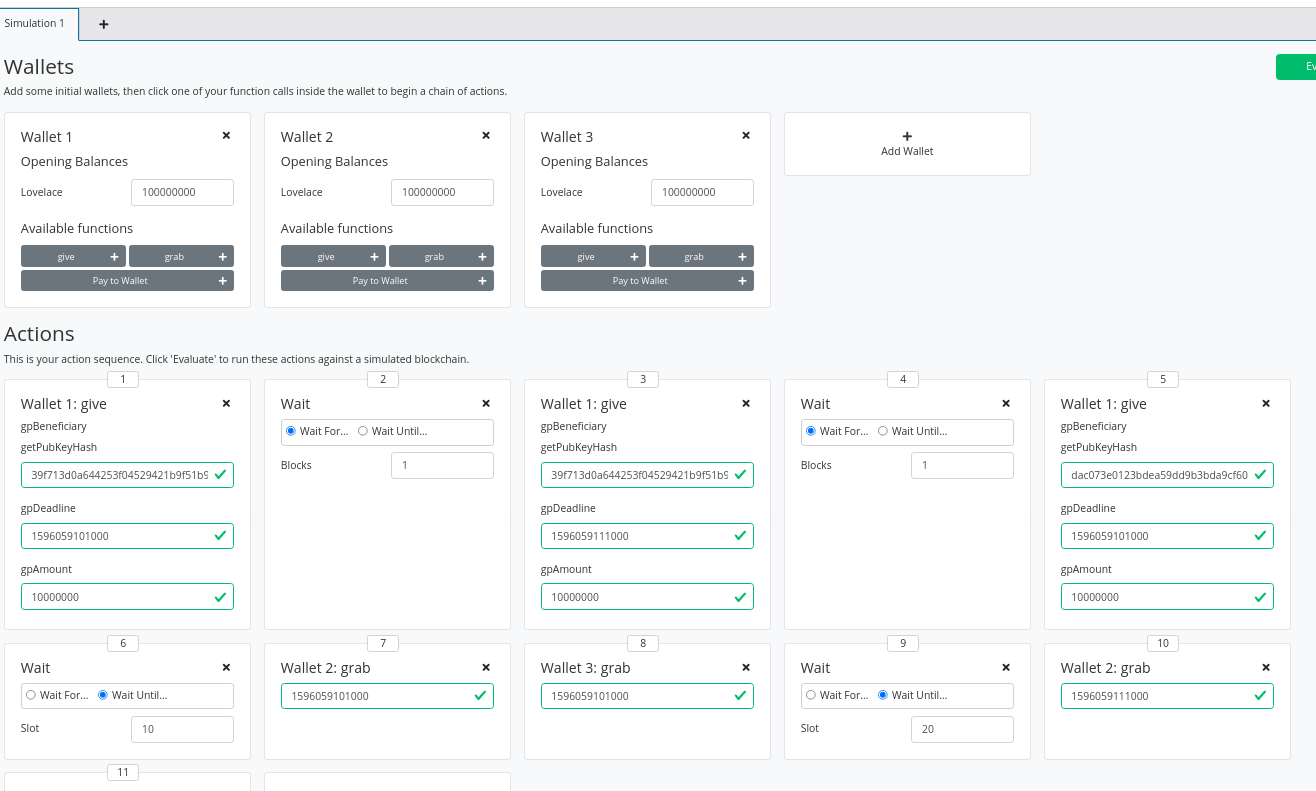 Simulation 1
Wallets
Ev
Add some initial wallets, then click one of your function calls inside the wallet to begin a chain of actions.
Wallet 1
Opening Balances
Lovelace 100000000
Available functions
give grab
Pay to Wallet
Wallet 2
Opening Balances
Lovelace 100000000
Available functions
give grab
Pay to Wallet
Wallet 3
Opening Balances
Lovelace 100000000
Available functions
give grab
Pay to Wallet
Add Wallet
Actions
This is your action sequence. Click 'Evaluate' to run these actions against a simulated blockchain.
1
Wallet 1: give
gpBeneficiary
getPubKeyHash
39f713d0a644253f04529421b9f51b9
gpDeadline
1596059101000
gpAmount
10000000
2
Wait
Wait For... Wait Until...
Blocks 1
3
Wallet 1: give
gpBeneficiary
getPubKeyHash
39f713d0a644253f04529421b9f51b9
gpDeadline
1596059111000
gpAmount
10000000
4
Wait
Wait For... Wait Until...
Blocks 1
5
Wallet 1: give
gpBeneficiary
getPubKeyHash
dac073e0123bdea59dd9b3bda9cf60
gpDeadline
1596059101000
gpAmount
10000000
6
Wait
Wait For... Wait Until...
Slot 10
7
Wallet 2: grab
1596059101000
8
Wallet 3: grab
1596059101000
9
Wait
Wait For... Wait Until...
Slot 20
10
Wallet 2: grab
1596059111000
11